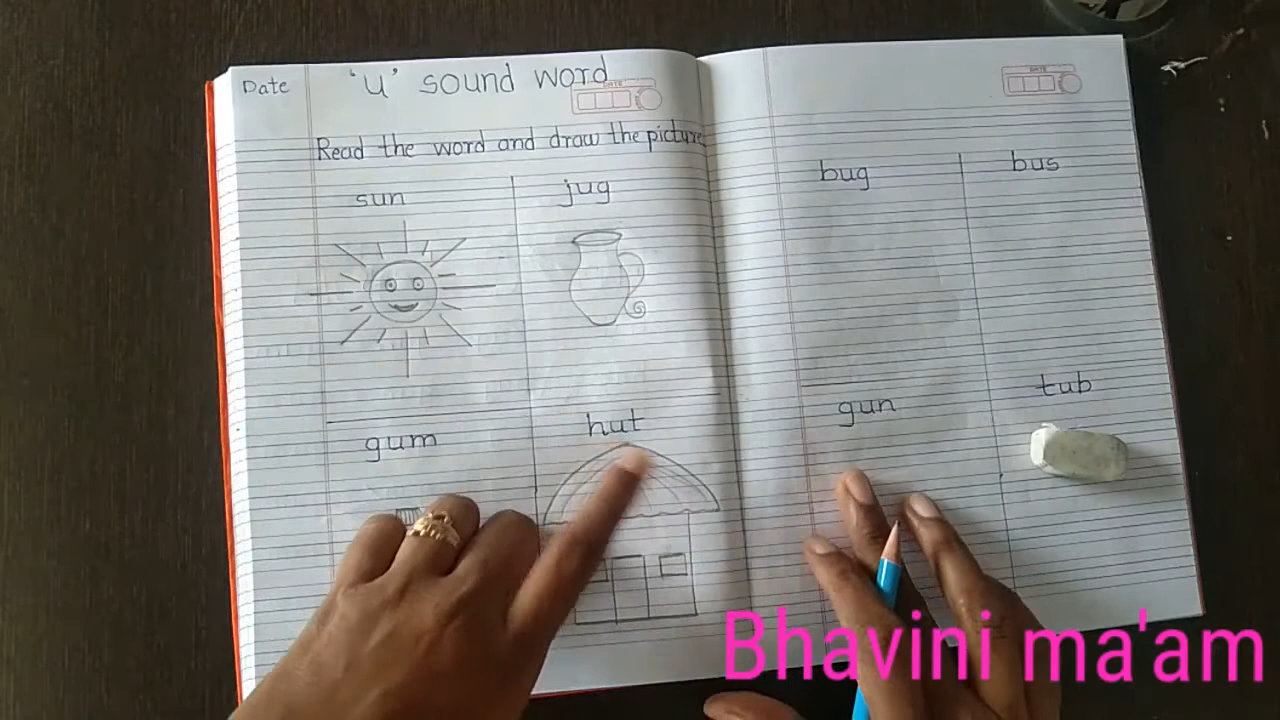 Date
'u' sound word
Read the word and draw the picture.
sun
jug
gum
hut
DATE
bug
bus
gun
tub
DATE
Bhavini ma'am